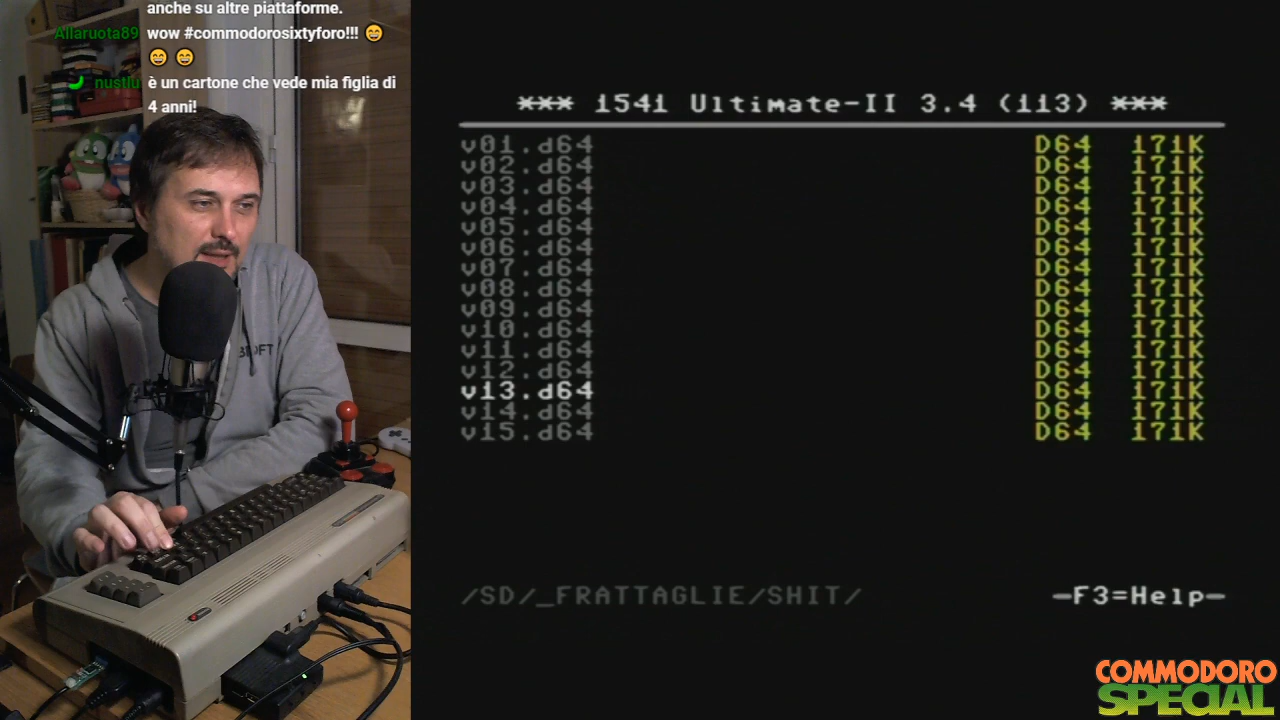 anche su altre piattaforme.
Allaruota89 wow #commodorosixtyforo!!! 😁
😁 😁
nustlu è un cartone che vede mia figlia di
4 anni!
*** 1541 Ultimate-II 3.4 (113) ***
v01.d64 D64 171K
v02.d64 D64 171K
v03.d64 D64 171K
v04.d64 D64 171K
v05.d64 D64 171K
v06.d64 D64 171K
v07.d64 D64 171K
v08.d64 D64 171K
v09.d64 D64 171K
v10.d64 D64 171K
v11.d64 D64 171K
v12.d64 D64 171K
v13.d64 D64 171K
v14.d64 D64 171K
v15.d64 D64 171K
/SD/_FRATTAGLIE/SHIT/ -F3=Help-
COMMODORO
SPECIAL